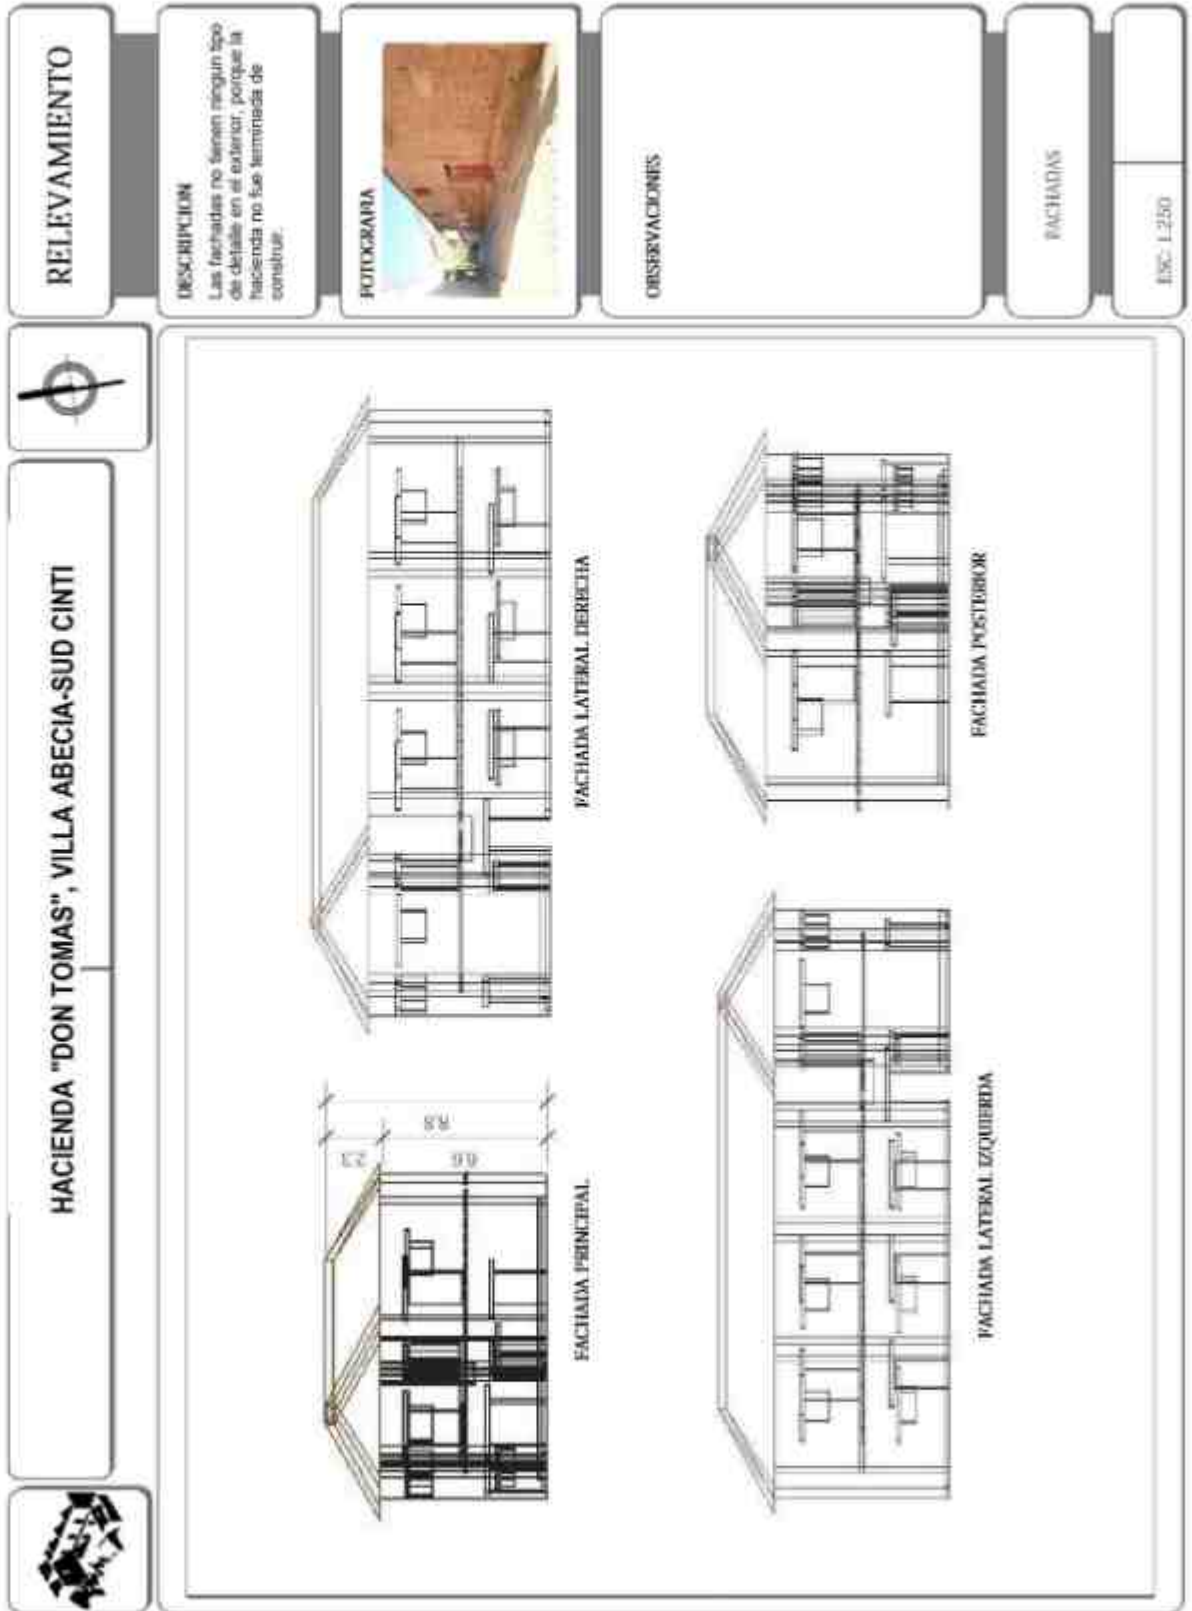 HACIENDA "DON TOMAS", VILLA ABECIA-SUD CINTI
RELEVAMIENTO
DESCRIPCION
Las fachadas no tienen ningun tipo
de detalle en el exterior, porque la
hacienda no fue terminada de
construir.
FOTOGRAFIA
OBSERVACIONES
FACHADAS
ESC: 1:250
2.3
6.6
8.8
FACHADA PRINCIPAL
FACHADA LATERAL DERECHA
FACHADA LATERAL IZQUIERDA
FACHADA POSTERIOR